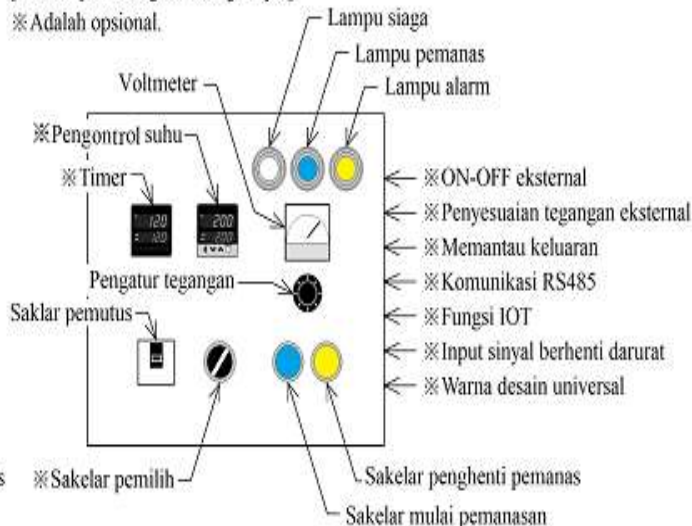 ※Adalah opsional.
Lampu siaga
Lampu pemanas
Lampu alarm
Voltmeter
※Pengontrol suhu
※Timer
※ON-OFF eksternal
※Penyesuaian tegangan eksternal
※Memantau keluaran
※Komunikasi RS485
※Fungsi IOT
※Input sinyal berhenti darurat
※Warna desain universal
120
120
200
200
Pengatur tegangan
Saklar pemutus
※Sakelar pemilih
Sakelar penghenti pemanas
Sakelar mulai pemanasan